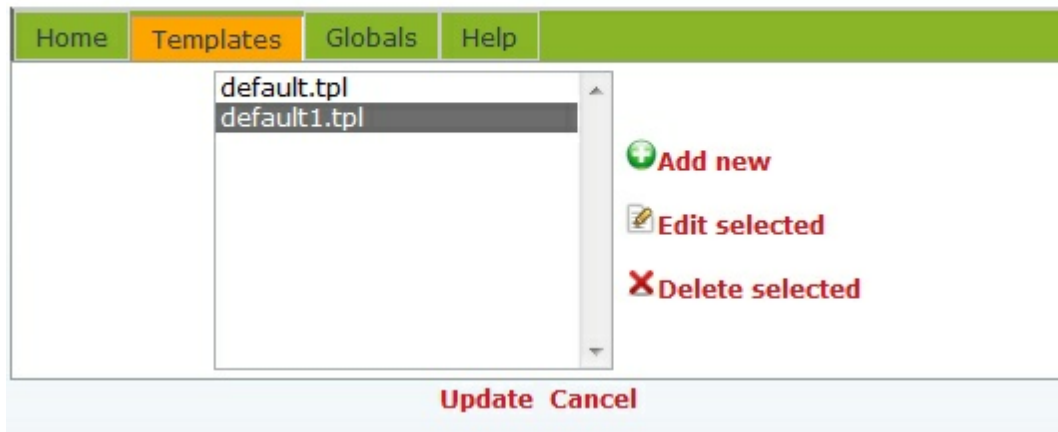 Home Templates Globals Help
default.tpl
default1.tpl
Add new
Edit selected
Delete selected
Update Cancel